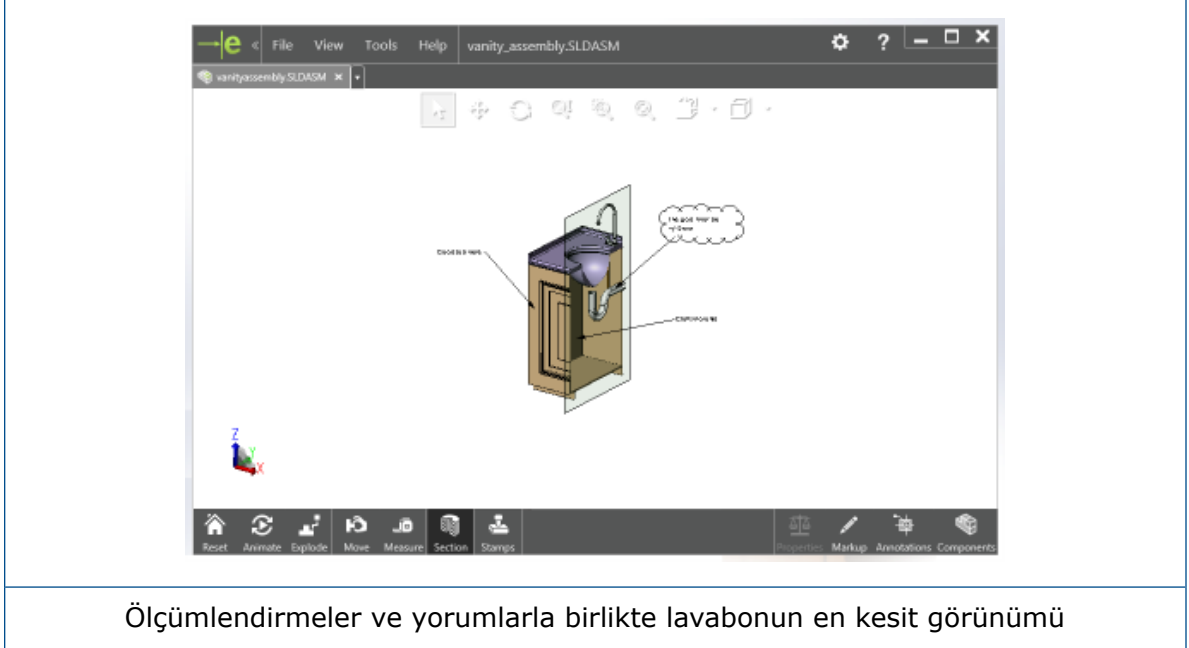 e « File View Tools Help vanity_assembly.SLDASM ?
vanityassembly.SLDASM
Z
Y
X
Reset Animate Explode Move Measure Section Stamps Properties Markup Annotations Components
Ölçümlendirmeler ve yorumlarla birlikte lavabonun en kesit görünümü